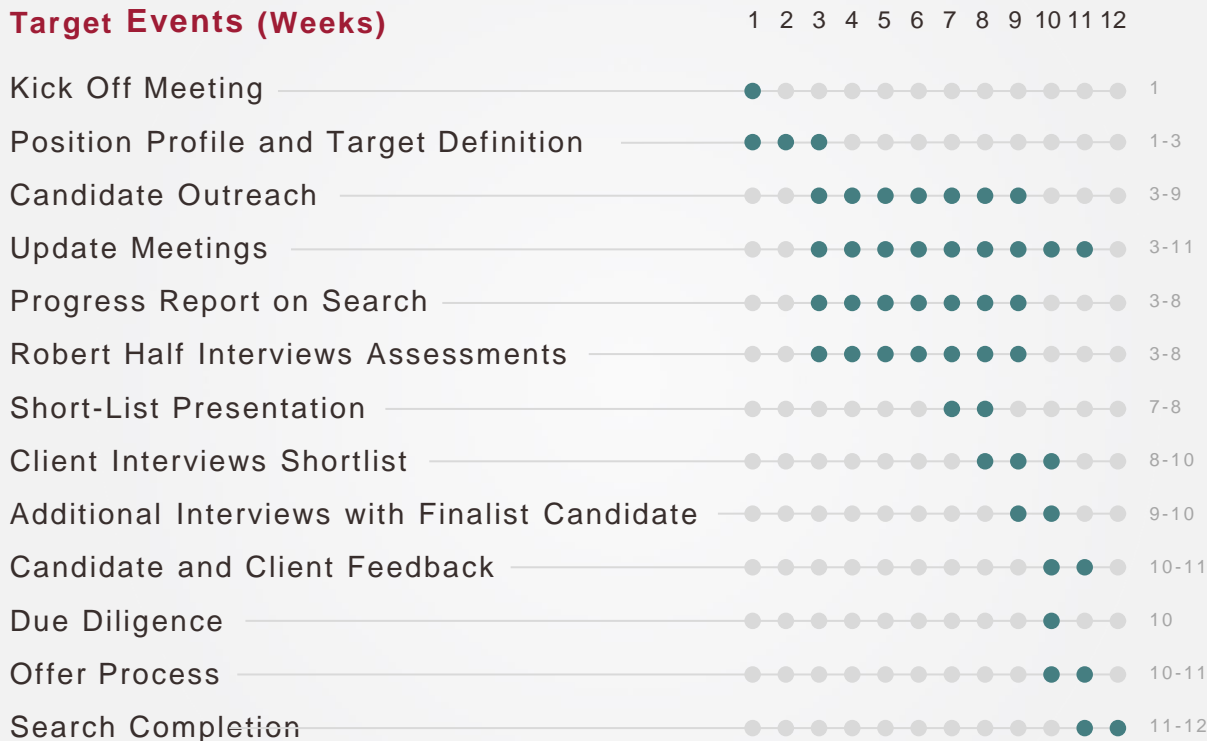 Target Events (Weeks) 1 2 3 4 5 6 7 8 9 10 11 12
Kick Off Meeting 1
Position Profile and Target Definition 1-3
Candidate Outreach 3-9
Update Meetings 3-11
Progress Report on Search 3-8
Robert Half Interviews Assessments 3-8
Short-List Presentation 7-8
Client Interviews Shortlist 8-10
Additional Interviews with Finalist Candidate 9-10
Candidate and Client Feedback 10-11
Due Diligence 10
Offer Process 10-11
Search Completion 11-12